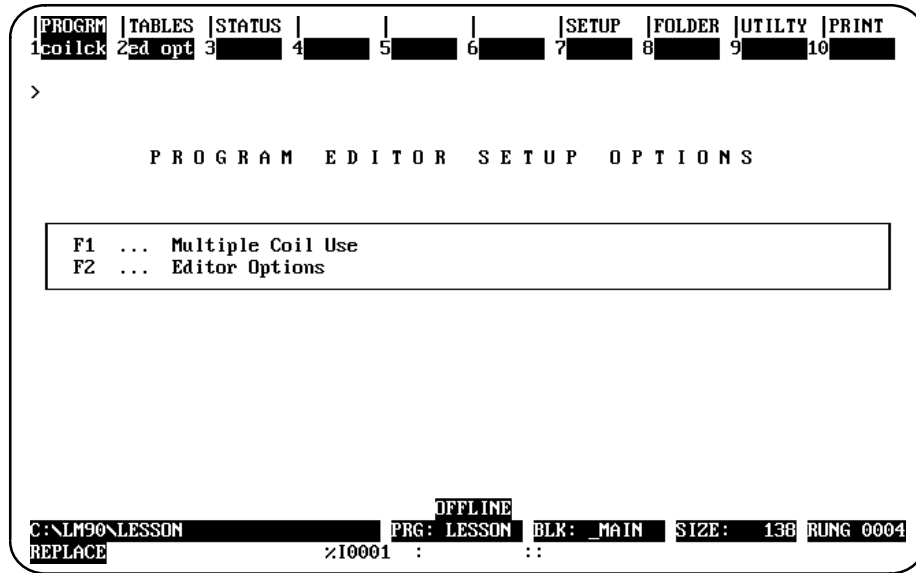 |PROGRM |TABLES |STATUS | | | |SETUP |FOLDER |UTILTY |PRINT
1coilck 2ed opt 3 4 5 6 7 8 9 10
>
P R O G R A M E D I T O R S E T U P O P T I O N S
F1 ... Multiple Coil Use
F2 ... Editor Options
OFFLINE
C:\LM90\LESSON PRG: LESSON BLK: _MAIN SIZE: 138 RUNG 0004
REPLACE %I0001 : ::